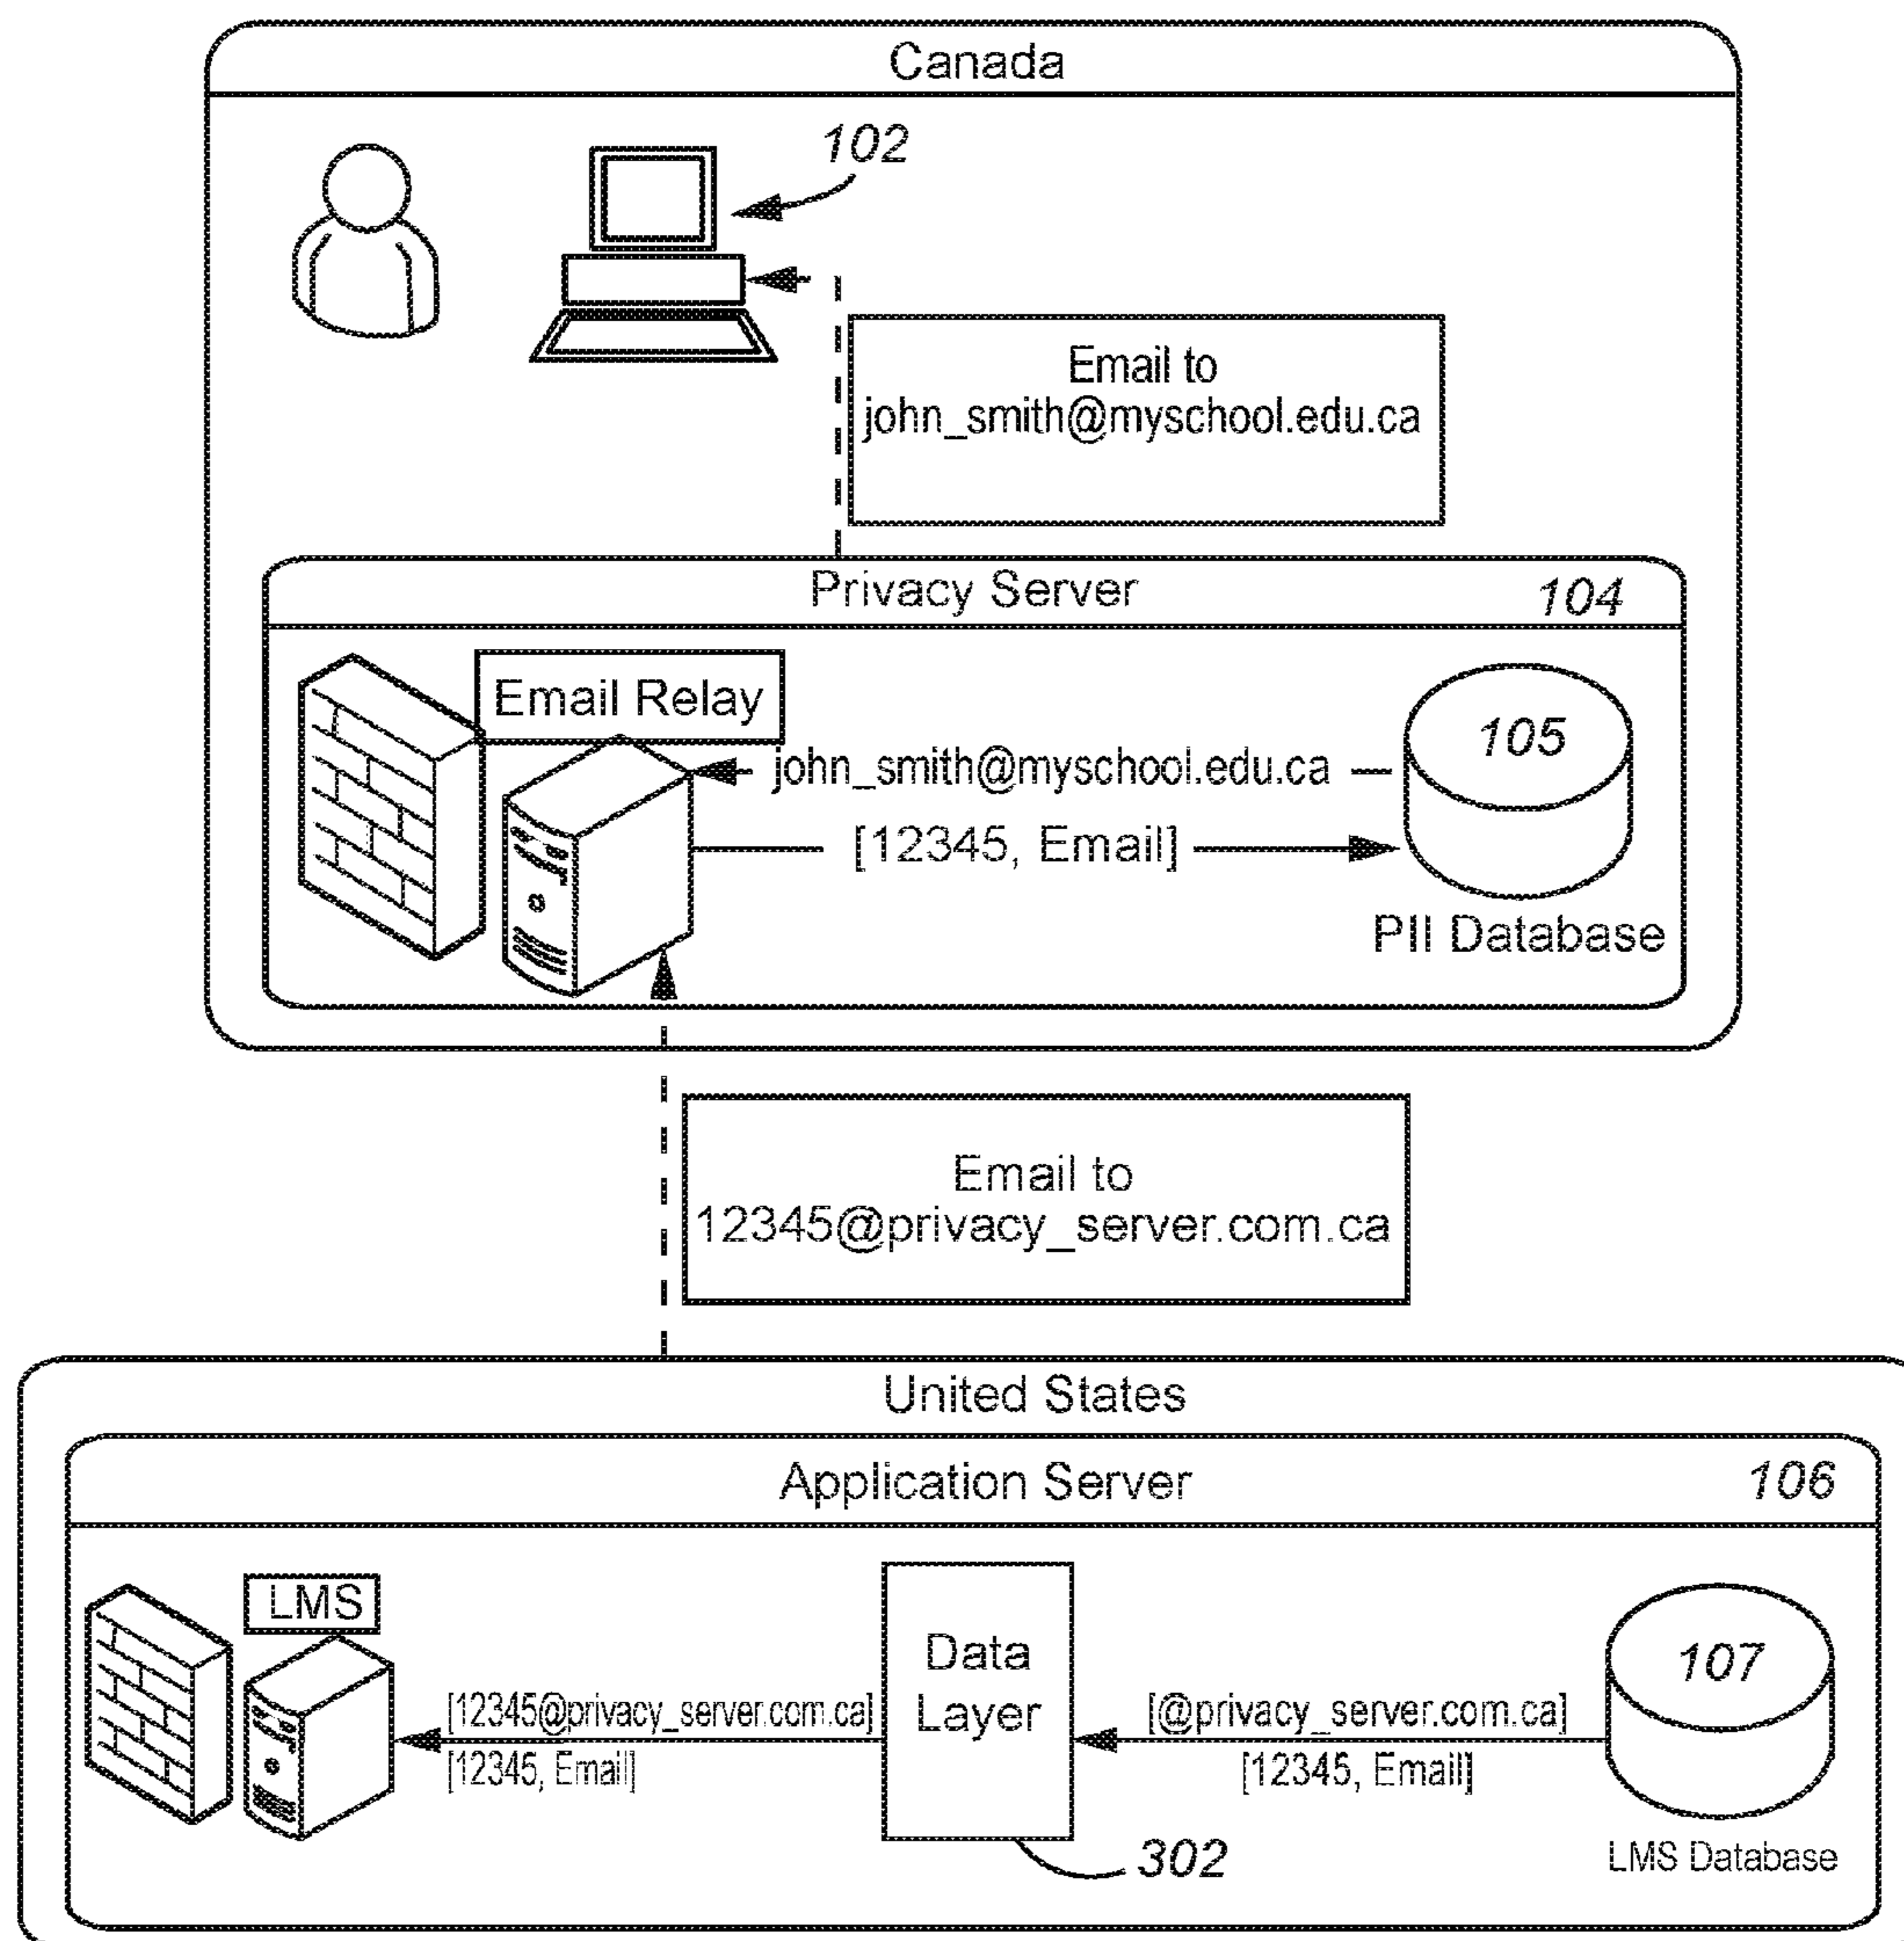 Canada
102
Email to
john_smith@myschool.edu.ca
Privacy Server
104
Email Relay
john_smith@myschool.edu.ca
105
[12345, Email]
PII Database
Email to
12345@privacy_server.com.ca
United States
Application Server
106
LMS
Data
Layer
107
[12345@privacy_server.com.ca]
[@privacy_server.com.ca]
[12345, Email]
[12345, Email]
302
LMS Database